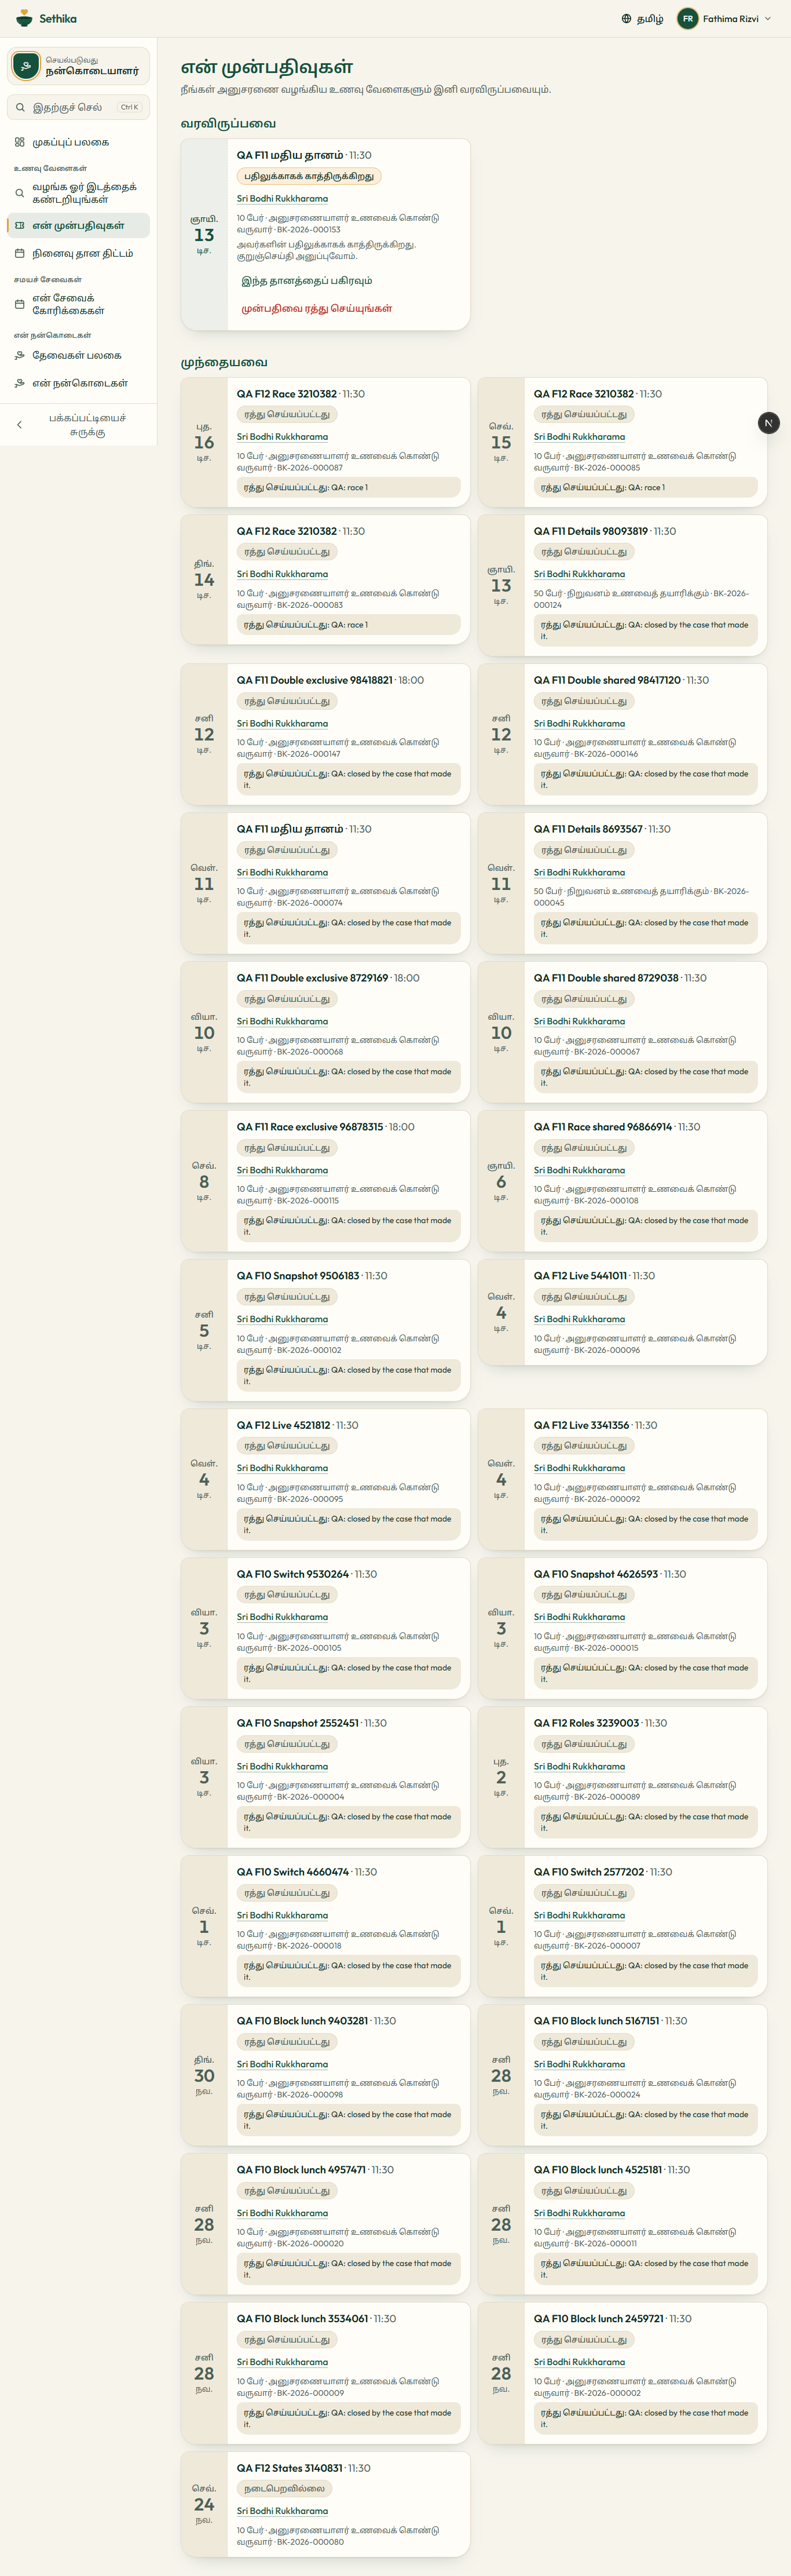 Sethika
தமிழ்
FR
Fathima Rizvi
செயல்படுவது
நன்கொடையாளர்
இதற்குச் செல்
Ctrl K
முகப்புப் பலகை
உணவு வேளைகள்
வழங்க ஓர் இடத்தைக்
கண்டறியுங்கள்
என் முன்பதிவுகள்
நினைவு தான திட்டம்
சமயச் சேவைகள்
என் சேவைக்
கோரிக்கைகள்
என் நன்கொடைகள்
தேவைகள் பலகை
என் நன்கொடைகள்
பக்கப்பட்டியைச்
சுருக்கு
என் முன்பதிவுகள்
நீங்கள் அனுசரணை வழங்கிய உணவு வேளைகளும் இனி வரவிருப்பவையும்.
வரவிருப்பவை
ஞாயி.
13
டிச.
QA F11 மதிய தானம் · 11:30
பதிலுக்காகக் காத்திருக்கிறது
Sri Bodhi Rukkharama
10 பேர் · அனுசரணையாளர் உணவைக் கொண்டு
வருவார் · BK-2026-000153
அவர்களின் பதிலுக்காகக் காத்திருக்கிறது.
குறுஞ்செய்தி அனுப்புவோம்.
இந்த தானத்தைப் பகிரவும்
முன்பதிவை ரத்து செய்யுங்கள்
முந்தையவை
புத.
16
டிச.
QA F12 Race 3210382 · 11:30
ரத்து செய்யப்பட்டது
Sri Bodhi Rukkharama
10 பேர் · அனுசரணையாளர் உணவைக் கொண்டு
வருவார் · BK-2026-000087
ரத்து செய்யப்பட்டது: QA: race 1
செவ்.
15
டிச.
QA F12 Race 3210382 · 11:30
ரத்து செய்யப்பட்டது
Sri Bodhi Rukkharama
10 பேர் · அனுசரணையாளர் உணவைக் கொண்டு
வருவார் · BK-2026-000085
ரத்து செய்யப்பட்டது: QA: race 1
திங்.
14
டிச.
QA F12 Race 3210382 · 11:30
ரத்து செய்யப்பட்டது
Sri Bodhi Rukkharama
10 பேர் · அனுசரணையாளர் உணவைக் கொண்டு
வருவார் · BK-2026-000083
ரத்து செய்யப்பட்டது: QA: race 1
ஞாயி.
13
டிச.
QA F11 Details 98093819 · 11:30
ரத்து செய்யப்பட்டது
Sri Bodhi Rukkharama
50 பேர் · நிறுவனம் உணவைத் தயாரிக்கும் · BK-2026-
000124
ரத்து செய்யப்பட்டது: QA: closed by the case that made
it.
சனி
12
டிச.
QA F11 Double exclusive 98418821 · 18:00
ரத்து செய்யப்பட்டது
Sri Bodhi Rukkharama
10 பேர் · அனுசரணையாளர் உணவைக் கொண்டு
வருவார் · BK-2026-000147
ரத்து செய்யப்பட்டது: QA: closed by the case that made
it.
சனி
12
டிச.
QA F11 Double shared 98417120 · 11:30
ரத்து செய்யப்பட்டது
Sri Bodhi Rukkharama
10 பேர் · அனுசரணையாளர் உணவைக் கொண்டு
வருவார் · BK-2026-000146
ரத்து செய்யப்பட்டது: QA: closed by the case that made
it.
வெள்.
11
டிச.
QA F11 மதிய தானம் · 11:30
ரத்து செய்யப்பட்டது
Sri Bodhi Rukkharama
10 பேர் · அனுசரணையாளர் உணவைக் கொண்டு
வருவார் · BK-2026-000074
ரத்து செய்யப்பட்டது: QA: closed by the case that made
it.
வெள்.
11
டிச.
QA F11 Details 8693567 · 11:30
ரத்து செய்யப்பட்டது
Sri Bodhi Rukkharama
50 பேர் · நிறுவனம் உணவைத் தயாரிக்கும் · BK-2026-
000045
ரத்து செய்யப்பட்டது: QA: closed by the case that made
it.
வியா.
10
டிச.
QA F11 Double exclusive 8729169 · 18:00
ரத்து செய்யப்பட்டது
Sri Bodhi Rukkharama
10 பேர் · அனுசரணையாளர் உணவைக் கொண்டு
வருவார் · BK-2026-000068
ரத்து செய்யப்பட்டது: QA: closed by the case that made
it.
வியா.
10
டிச.
QA F11 Double shared 8729038 · 11:30
ரத்து செய்யப்பட்டது
Sri Bodhi Rukkharama
10 பேர் · அனுசரணையாளர் உணவைக் கொண்டு
வருவார் · BK-2026-000067
ரத்து செய்யப்பட்டது: QA: closed by the case that made
it.
செவ்.
8
டிச.
QA F11 Race exclusive 96878315 · 18:00
ரத்து செய்யப்பட்டது
Sri Bodhi Rukkharama
10 பேர் · அனுசரணையாளர் உணவைக் கொண்டு
வருவார் · BK-2026-000115
ரத்து செய்யப்பட்டது: QA: closed by the case that made
it.
ஞாயி.
6
டிச.
QA F11 Race shared 96866914 · 11:30
ரத்து செய்யப்பட்டது
Sri Bodhi Rukkharama
10 பேர் · அனுசரணையாளர் உணவைக் கொண்டு
வருவார் · BK-2026-000108
ரத்து செய்யப்பட்டது: QA: closed by the case that made
it.
சனி
5
டிச.
QA F10 Snapshot 9506183 · 11:30
ரத்து செய்யப்பட்டது
Sri Bodhi Rukkharama
10 பேர் · அனுசரணையாளர் உணவைக் கொண்டு
வருவார் · BK-2026-000102
ரத்து செய்யப்பட்டது: QA: closed by the case that made
it.
வெள்.
4
டிச.
QA F12 Live 5441011 · 11:30
ரத்து செய்யப்பட்டது
Sri Bodhi Rukkharama
10 பேர் · அனுசரணையாளர் உணவைக் கொண்டு
வருவார் · BK-2026-000096
வெள்.
4
டிச.
QA F12 Live 4521812 · 11:30
ரத்து செய்யப்பட்டது
Sri Bodhi Rukkharama
10 பேர் · அனுசரணையாளர் உணவைக் கொண்டு
வருவார் · BK-2026-000095
ரத்து செய்யப்பட்டது: QA: closed by the case that made
it.
வெள்.
4
டிச.
QA F12 Live 3341356 · 11:30
ரத்து செய்யப்பட்டது
Sri Bodhi Rukkharama
10 பேர் · அனுசரணையாளர் உணவைக் கொண்டு
வருவார் · BK-2026-000092
ரத்து செய்யப்பட்டது: QA: closed by the case that made
it.
வியா.
3
டிச.
QA F10 Switch 9530264 · 11:30
ரத்து செய்யப்பட்டது
Sri Bodhi Rukkharama
10 பேர் · அனுசரணையாளர் உணவைக் கொண்டு
வருவார் · BK-2026-000105
ரத்து செய்யப்பட்டது: QA: closed by the case that made
it.
வியா.
3
டிச.
QA F10 Snapshot 4626593 · 11:30
ரத்து செய்யப்பட்டது
Sri Bodhi Rukkharama
10 பேர் · அனுசரணையாளர் உணவைக் கொண்டு
வருவார் · BK-2026-000015
ரத்து செய்யப்பட்டது: QA: closed by the case that made
it.
வியா.
3
டிச.
QA F10 Snapshot 2552451 · 11:30
ரத்து செய்யப்பட்டது
Sri Bodhi Rukkharama
10 பேர் · அனுசரணையாளர் உணவைக் கொண்டு
வருவார் · BK-2026-000004
ரத்து செய்யப்பட்டது: QA: closed by the case that made
it.
புத.
2
டிச.
QA F12 Roles 3239003 · 11:30
ரத்து செய்யப்பட்டது
Sri Bodhi Rukkharama
10 பேர் · அனுசரணையாளர் உணவைக் கொண்டு
வருவார் · BK-2026-000089
ரத்து செய்யப்பட்டது: QA: closed by the case that made
it.
செவ்.
1
டிச.
QA F10 Switch 4660474 · 11:30
ரத்து செய்யப்பட்டது
Sri Bodhi Rukkharama
10 பேர் · அனுசரணையாளர் உணவைக் கொண்டு
வருவார் · BK-2026-000018
ரத்து செய்யப்பட்டது: QA: closed by the case that made
it.
செவ்.
1
டிச.
QA F10 Switch 2577202 · 11:30
ரத்து செய்யப்பட்டது
Sri Bodhi Rukkharama
10 பேர் · அனுசரணையாளர் உணவைக் கொண்டு
வருவார் · BK-2026-000007
ரத்து செய்யப்பட்டது: QA: closed by the case that made
it.
திங்.
30
நவ.
QA F10 Block lunch 9403281 · 11:30
ரத்து செய்யப்பட்டது
Sri Bodhi Rukkharama
10 பேர் · அனுசரணையாளர் உணவைக் கொண்டு
வருவார் · BK-2026-000098
ரத்து செய்யப்பட்டது: QA: closed by the case that made
it.
சனி
28
நவ.
QA F10 Block lunch 5167151 · 11:30
ரத்து செய்யப்பட்டது
Sri Bodhi Rukkharama
10 பேர் · அனுசரணையாளர் உணவைக் கொண்டு
வருவார் · BK-2026-000024
ரத்து செய்யப்பட்டது: QA: closed by the case that made
it.
சனி
28
நவ.
QA F10 Block lunch 4957471 · 11:30
ரத்து செய்யப்பட்டது
Sri Bodhi Rukkharama
10 பேர் · அனுசரணையாளர் உணவைக் கொண்டு
வருவார் · BK-2026-000020
ரத்து செய்யப்பட்டது: QA: closed by the case that made
it.
சனி
28
நவ.
QA F10 Block lunch 4525181 · 11:30
ரத்து செய்யப்பட்டது
Sri Bodhi Rukkharama
10 பேர் · அனுசரணையாளர் உணவைக் கொண்டு
வருவார் · BK-2026-000011
ரத்து செய்யப்பட்டது: QA: closed by the case that made
it.
சனி
28
நவ.
QA F10 Block lunch 3534061 · 11:30
ரத்து செய்யப்பட்டது
Sri Bodhi Rukkharama
10 பேர் · அனுசரணையாளர் உணவைக் கொண்டு
வருவார் · BK-2026-000009
ரத்து செய்யப்பட்டது: QA: closed by the case that made
it.
சனி
28
நவ.
QA F10 Block lunch 2459721 · 11:30
ரத்து செய்யப்பட்டது
Sri Bodhi Rukkharama
10 பேர் · அனுசரணையாளர் உணவைக் கொண்டு
வருவார் · BK-2026-000002
ரத்து செய்யப்பட்டது: QA: closed by the case that made
it.
செவ்.
24
நவ.
QA F12 States 3140831 · 11:30
நடைபெறவில்லை
Sri Bodhi Rukkharama
10 பேர் · அனுசரணையாளர் உணவைக் கொண்டு
வருவார் · BK-2026-000080